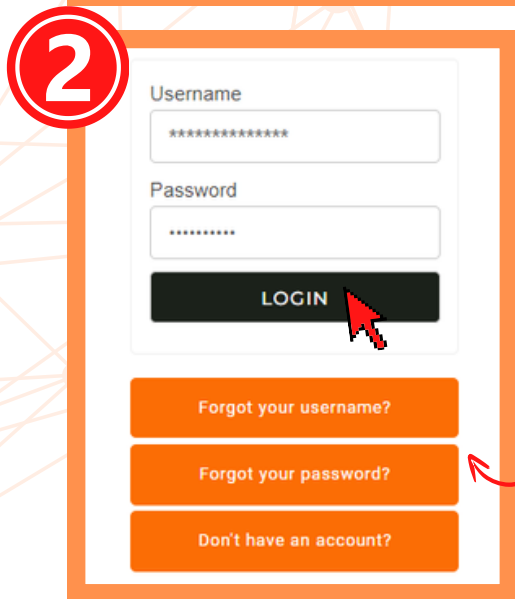 2
Username
**************
Password
••••••••••
LOGIN
Forgot your username?
Forgot your password?
Don't have an account?